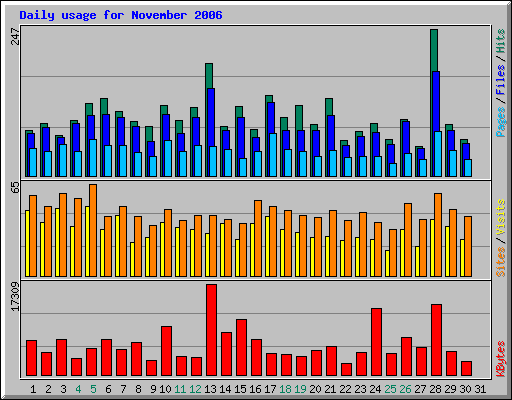 Daily usage for November 2006
247
Pages / Files / Hits
65
Sites / Visits
17309
KBytes
1 2 3 4 5 6 7 8 9 10 11 12 13 14 15 16 17 18 19 20 21 22 23 24 25 26 27 28 29 30 31